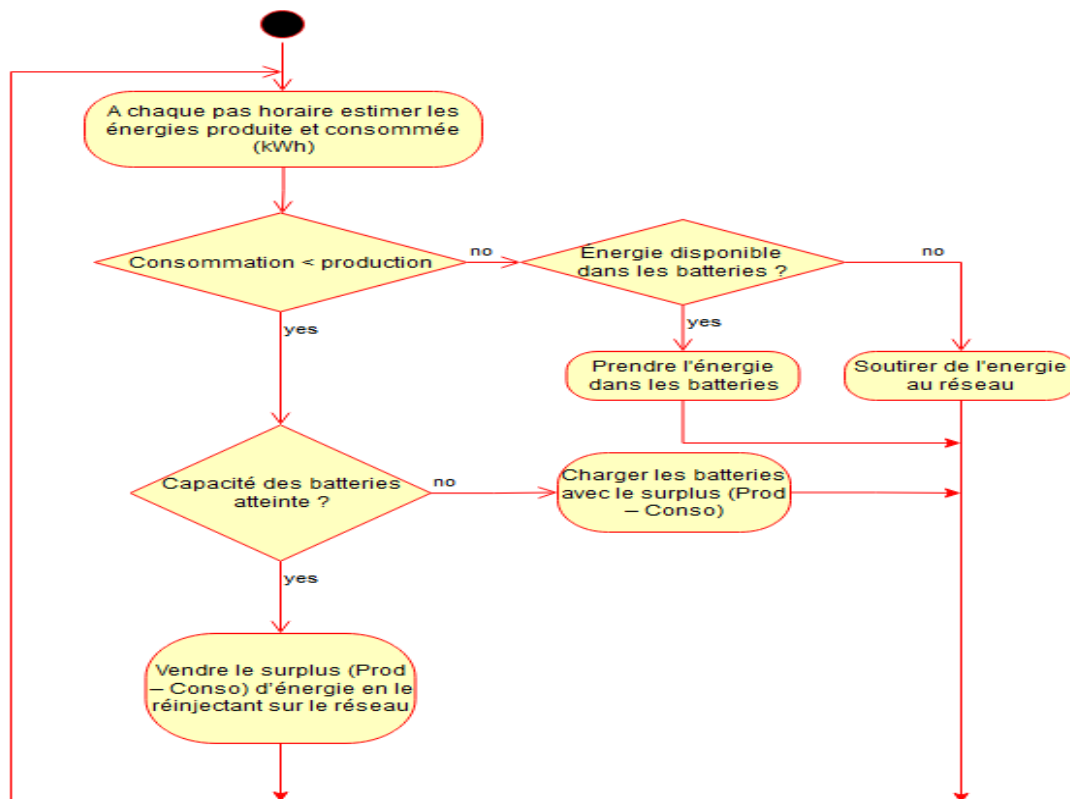 A chaque pas horaire estimer les
énergies produite et consommée
(kWh)
Consommation < production
no
Énergie disponible
dans les batteries ?
no
yes
yes
Prendre l'énergie
dans les batteries
Soutirer de l'energie
au réseau
Capacité des batteries
atteinte ?
no
Charger les batteries
avec le surplus (Prod
– Conso)
yes
Vendre le surplus (Prod
– Conso) d'énergie en le
réinjectant sur le réseau